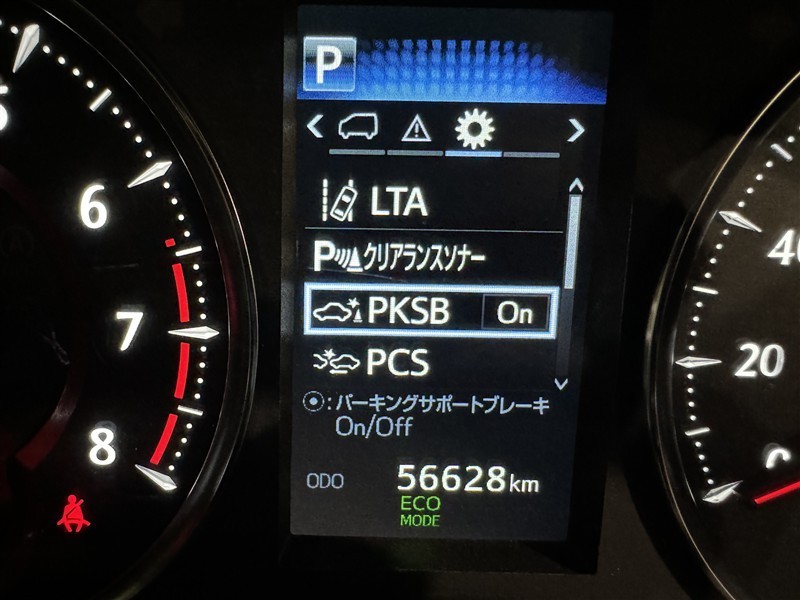 P
LTA
Pクリアランスソナー
PKSB On
PCS
:パーキングサポートブレーキ
On/Off
ODO 56628km
ECO
MODE
6
7
8
40
20